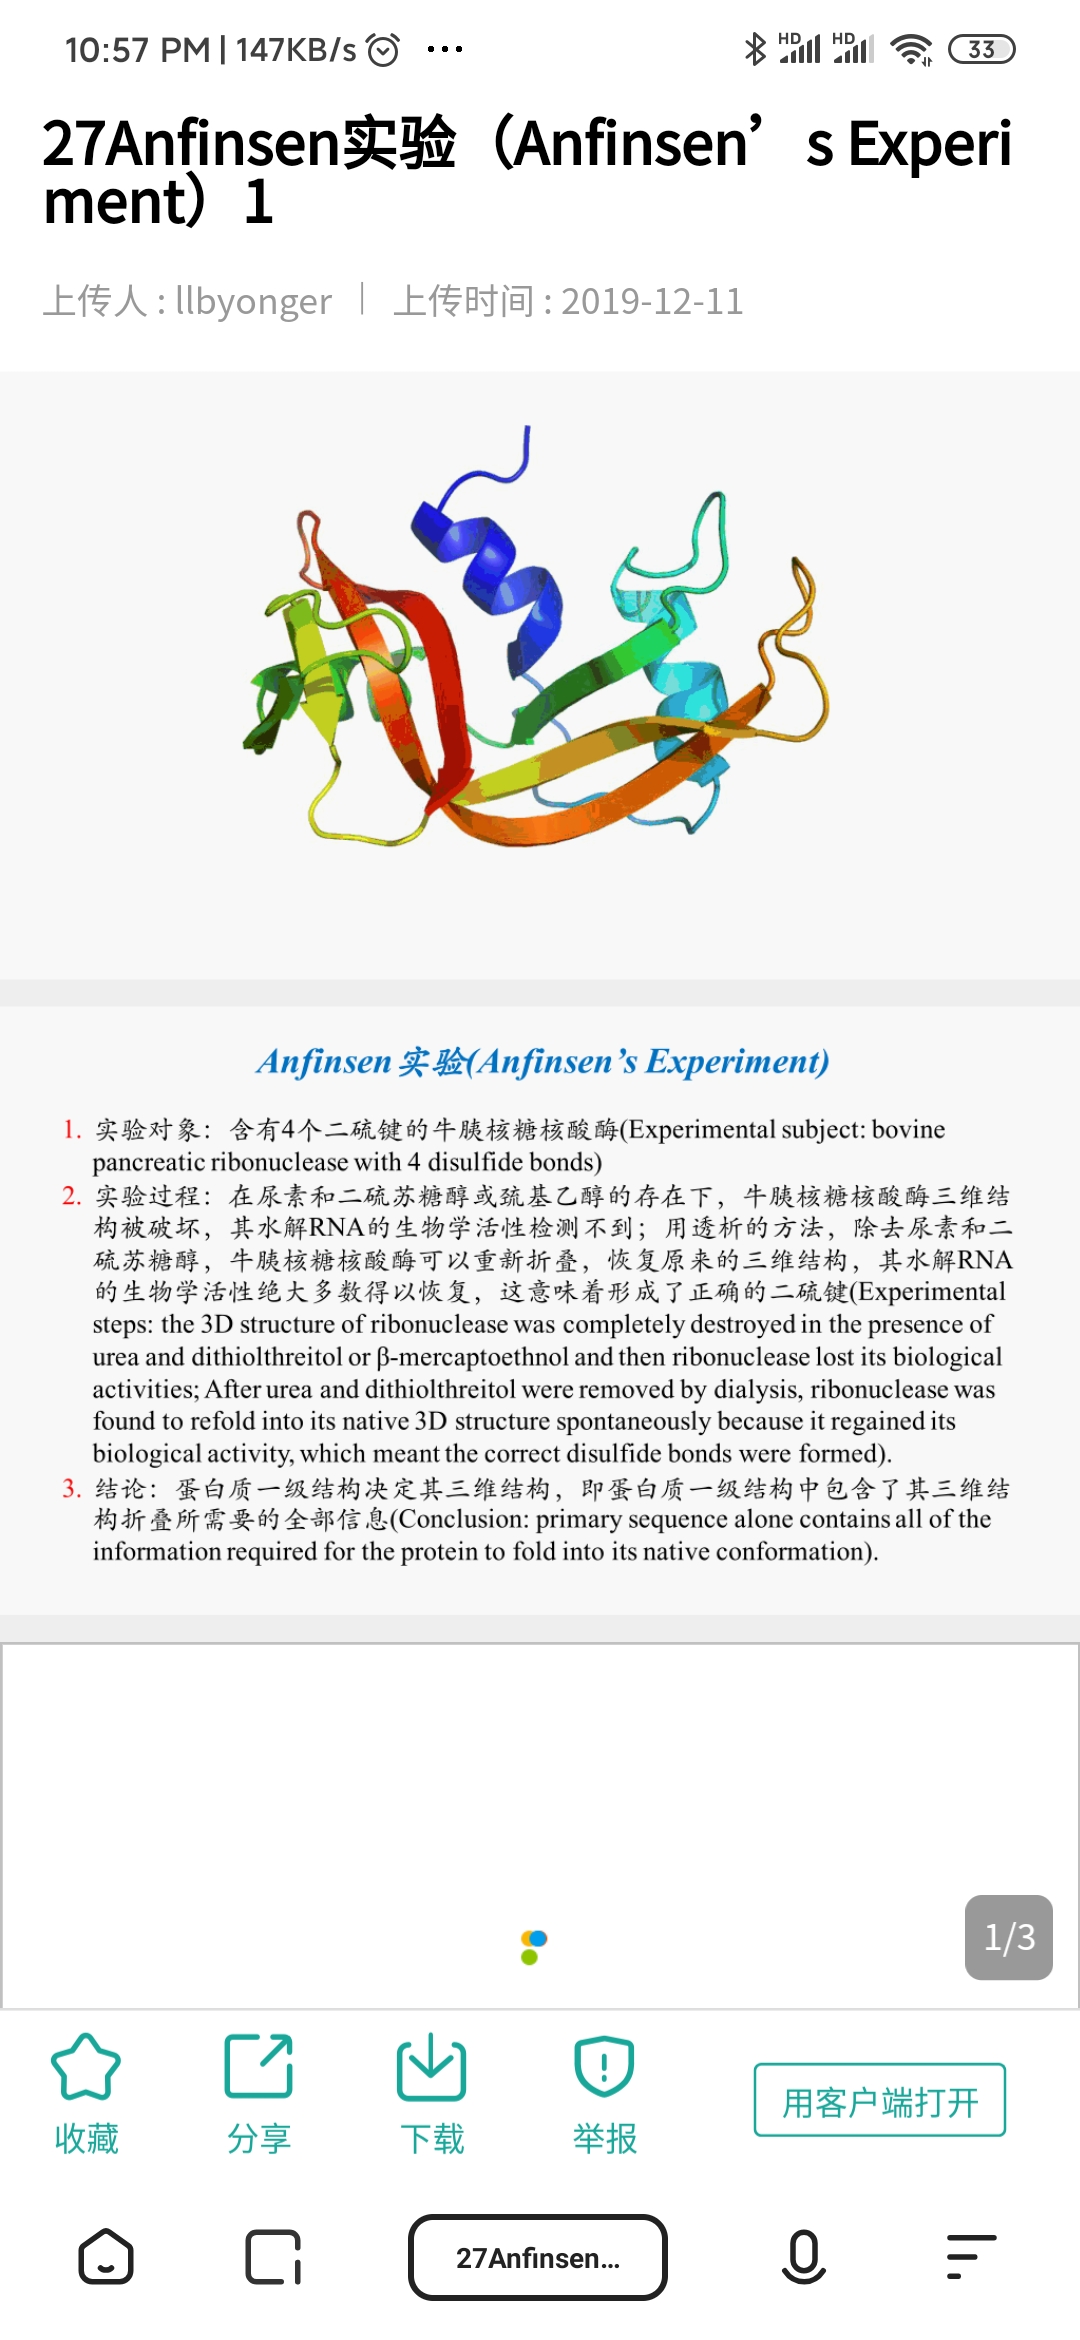 10:57 PM | 147KB/s ...
HD HD 33
27Anfinsen实验（Anfinsen’s Experi
ment）1
上传人 : llbyonger | 上传时间 : 2019-12-11
Anfinsen 实验(Anfinsen’s Experiment)
1. 实验对象：含有4个二硫键的牛胰核糖核酸酶(Experimental subject: bovine
pancreatic ribonuclease with 4 disulfide bonds)
2. 实验过程：在尿素和二硫苏糖醇或巯基乙醇的存在下，牛胰核糖核酸酶三维结
构被破坏，其水解RNA的生物学活性检测不到；用透析的方法，除去尿素和二
硫苏糖醇，牛胰核糖核酸酶可以重新折叠，恢复原来的三维结构，其水解RNA
的生物学活性绝大多数得以恢复，这意味着形成了正确的二硫键(Experimental
steps: the 3D structure of ribonuclease was completely destroyed in the presence of
urea and dithiolthreitol or β-mercaptoethnol and then ribonuclease lost its biological
activities; After urea and dithiolthreitol were removed by dialysis, ribonuclease was
found to refold into its native 3D structure spontaneously because it regained its
biological activity, which meant the correct disulfide bonds were formed).
3. 结论：蛋白质一级结构决定其三维结构，即蛋白质一级结构中包含了其三维结
构折叠所需要的全部信息(Conclusion: primary sequence alone contains all of the
information required for the protein to fold into its native conformation).
1/3
收藏 分享 下载 举报 用客户端打开
27Anfinsen...